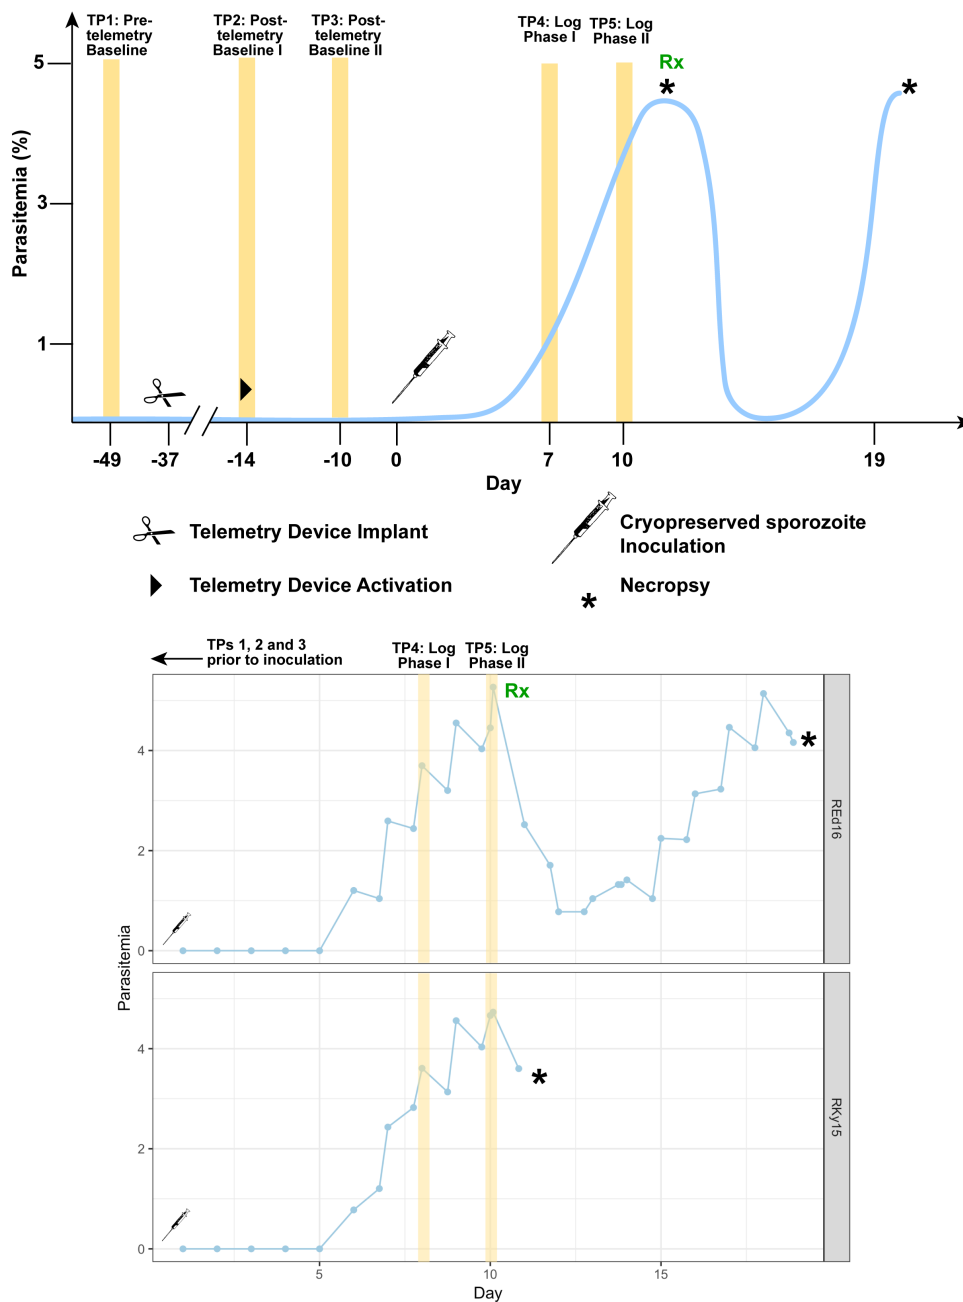 TP1: Pre-
telemetry
Baseline
TP2: Post-
telemetry
Baseline I
TP3: Post-
telemetry
Baseline II
TP4: Log
Phase I
TP5: Log
Phase II
Rx
*
*
5
3
1
Parasitemia (%)
-49
-37
-14
-10
0
7
10
19
Day
Telemetry Device Implant
Cryopreserved sporozoite
Inoculation
Telemetry Device Activation
* Necropsy
TPs 1, 2 and 3
prior to inoculation
TP4: Log
Phase I
TP5: Log
Phase II
Rx
*
4
2
0
REd16
Parasitemia
*
4
2
0
RKy15
5
10
15
Day